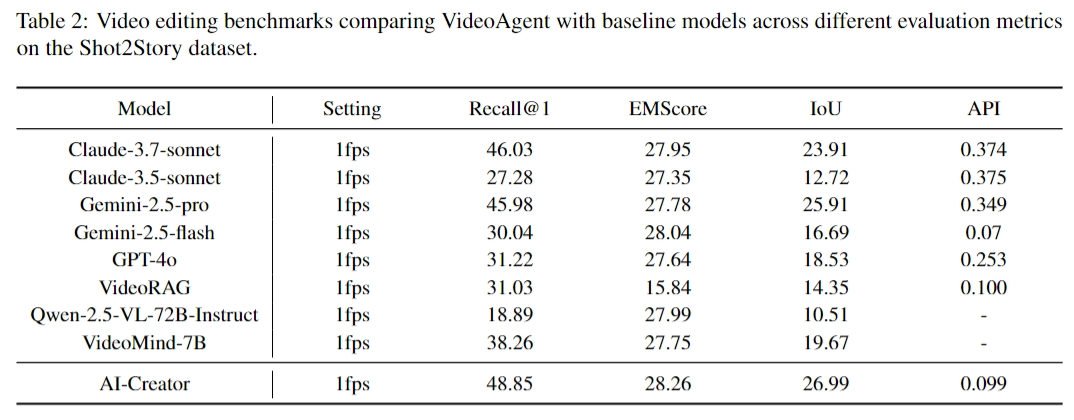 Table 2: Video editing benchmarks comparing VideoAgent with baseline models across different evaluation metrics
on the Shot2Story dataset.
Model Setting Recall@1 EMScore IoU API
Claude-3.7-sonnet 1fps 46.03 27.95 23.91 0.374
Claude-3.5-sonnet 1fps 27.28 27.35 12.72 0.375
Gemini-2.5-pro 1fps 45.98 27.78 25.91 0.349
Gemini-2.5-flash 1fps 30.04 28.04 16.69 0.07
GPT-4o 1fps 31.22 27.64 18.53 0.253
VideoRAG 1fps 31.03 15.84 14.35 0.100
Qwen-2.5-VL-72B-Instruct 1fps 18.89 27.99 10.51 -
VideoMind-7B 1fps 38.26 27.75 19.67 -
AI-Creator 1fps 48.85 28.26 26.99 0.099